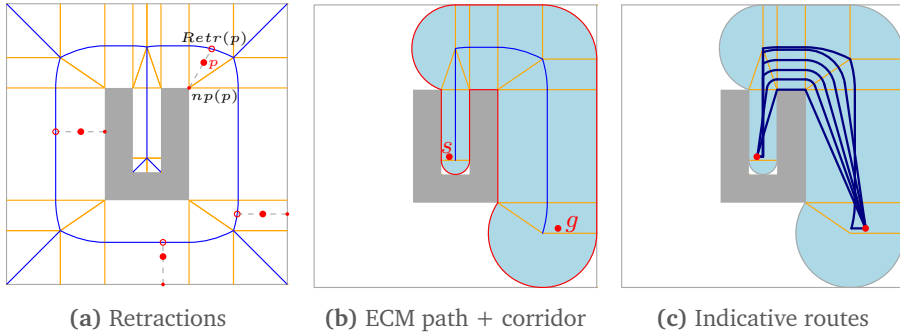 Retr(p)
p
np(p)
s
g
(a) Retractions
(b) ECM path + corridor
(c) Indicative routes